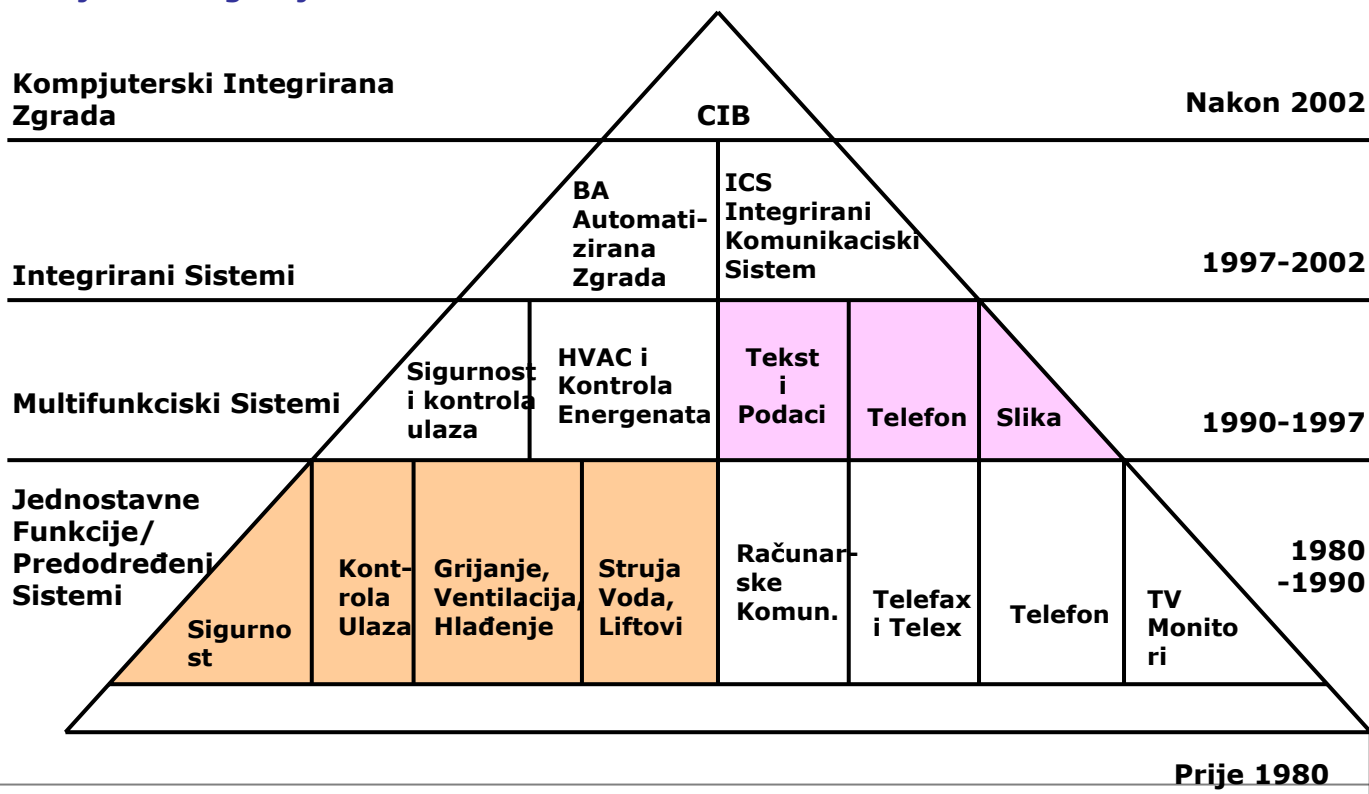 Kompjuterski Integrirana
Zgrada
CIB
Nakon 2002
BA
Automati-
zirana
Zgrada
ICS
Integrirani
Komunikaciski
Sistem
Integrirani Sistemi
1997-2002
Sigurnost
i kontrola
ulaza
HVAC i
Kontrola
Energenata
Tekst
i
Podaci
Telefon
Slika
Multifunkciski Sistemi
1990-1997
Jednostavne
Funkcije/
Predodređeni
Sistemi
Sigurno
st
Kont-
rola
Ulaza
Grijanje,
Ventilacija,
Hlađenje
Struja
Voda,
Liftovi
Računar-
ske
Komun.
Telefax
i Telex
Telefon
TV
Monito
ri
1980
-1990
Prije 1980